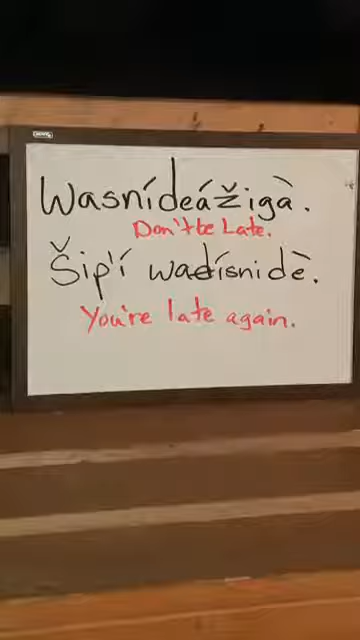 Wasnídeážigà.
Don't be Late.
Šip'í wadísnidè.
You're late again.